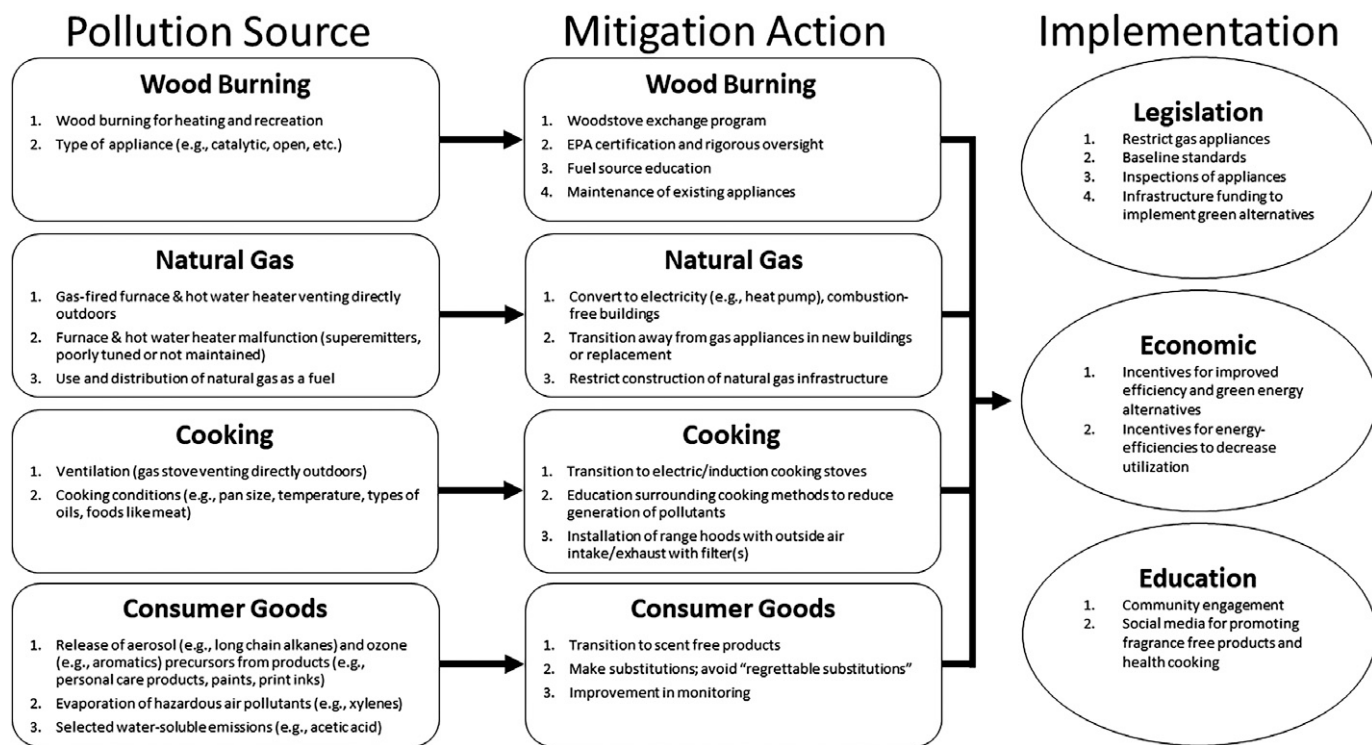 Pollution Source
Mitigation Action
Implementation
Wood Burning
1. Wood burning for heating and recreation
2. Type of appliance (e.g., catalytic, open, etc.)
Natural Gas
1. Gas-fired furnace & hot water heater venting directly
outdoors
2. Furnace & hot water heater malfunction (superemitters,
poorly tuned or not maintained)
3. Use and distribution of natural gas as a fuel
Cooking
1. Ventilation (gas stove venting directly outdoors)
2. Cooking conditions (e.g., pan size, temperature, types of
oils, foods like meat)
Consumer Goods
1. Release of aerosol (e.g., long chain alkanes) and ozone
(e.g., aromatics) precursors from products (e.g.,
personal care products, paints, print inks)
2. Evaporation of hazardous air pollutants (e.g., xylenes)
3. Selected water-soluble emissions (e.g., acetic acid)
Wood Burning
1. Woodstove exchange program
2. EPA certification and rigorous oversight
3. Fuel source education
4. Maintenance of existing appliances
Natural Gas
1. Convert to electricity (e.g., heat pump), combustion-
free buildings
2. Transition away from gas appliances in new buildings
or replacement
3. Restrict construction of natural gas infrastructure
Cooking
1. Transition to electric/induction cooking stoves
2. Education surrounding cooking methods to reduce
generation of pollutants
3. Installation of range hoods with outside air
intake/exhaust with filter(s)
Consumer Goods
1. Transition to scent free products
2. Make substitutions; avoid “regrettable substitutions”
3. Improvement in monitoring
Legislation
1. Restrict gas appliances
2. Baseline standards
3. Inspections of appliances
4. Infrastructure funding to
implement green alternatives
Economic
1. Incentives for improved
efficiency and green energy
alternatives
2. Incentives for energy-
efficiencies to decrease
utilization
Education
1. Community engagement
2. Social media for promoting
fragrance free products and
health cooking